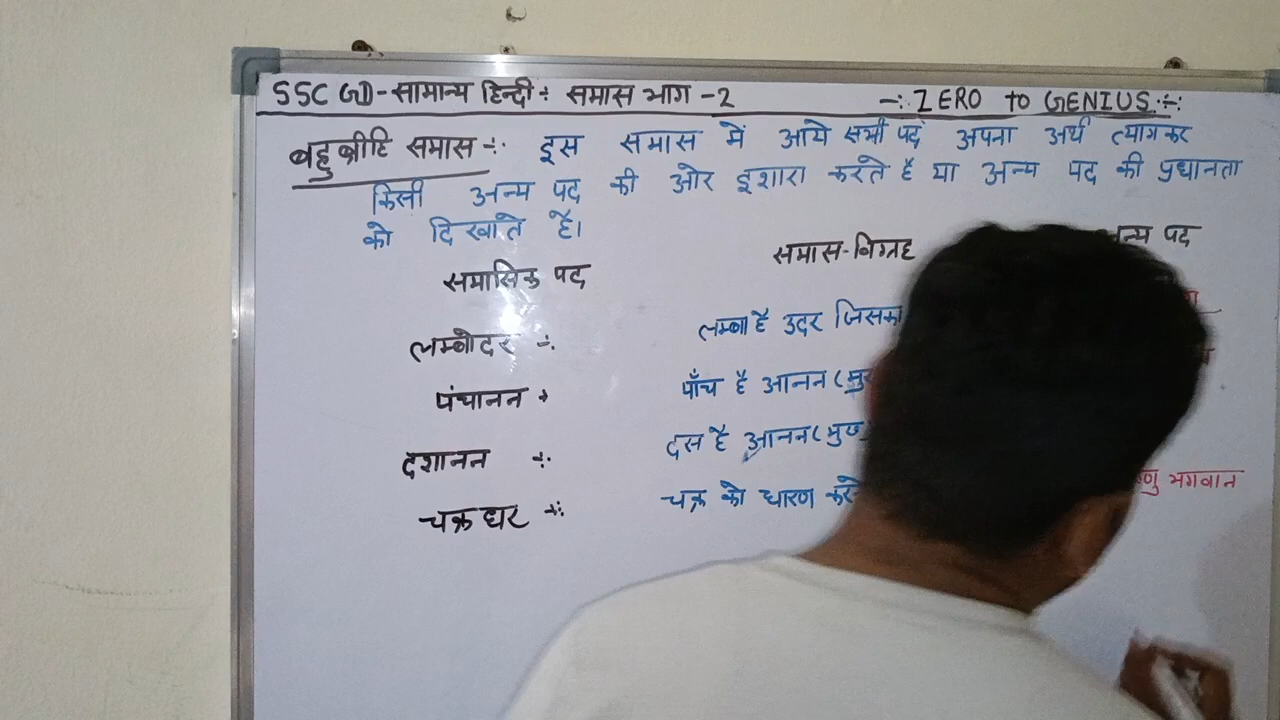 SSC GD - सामान्य हिन्दी ÷ समास भाग - 2 -: ZERO to GENIUS :-
बहुब्रीहि समास -: इस समास में आये सभी पद अपना अर्थ त्यागकर
किसी अन्य पद की ओर इशारा करते है या अन्य पद की प्रधानता
को दिखाते है।
समासिक पद समास-विग्रह अन्य पद
लम्बोदर -: लम्बा है उदर जिसका
पंचानन → पाँच है आनन (
दशानन -: दस है आनन (मुख
चक्रधर -: चक्र को धारण भगवान